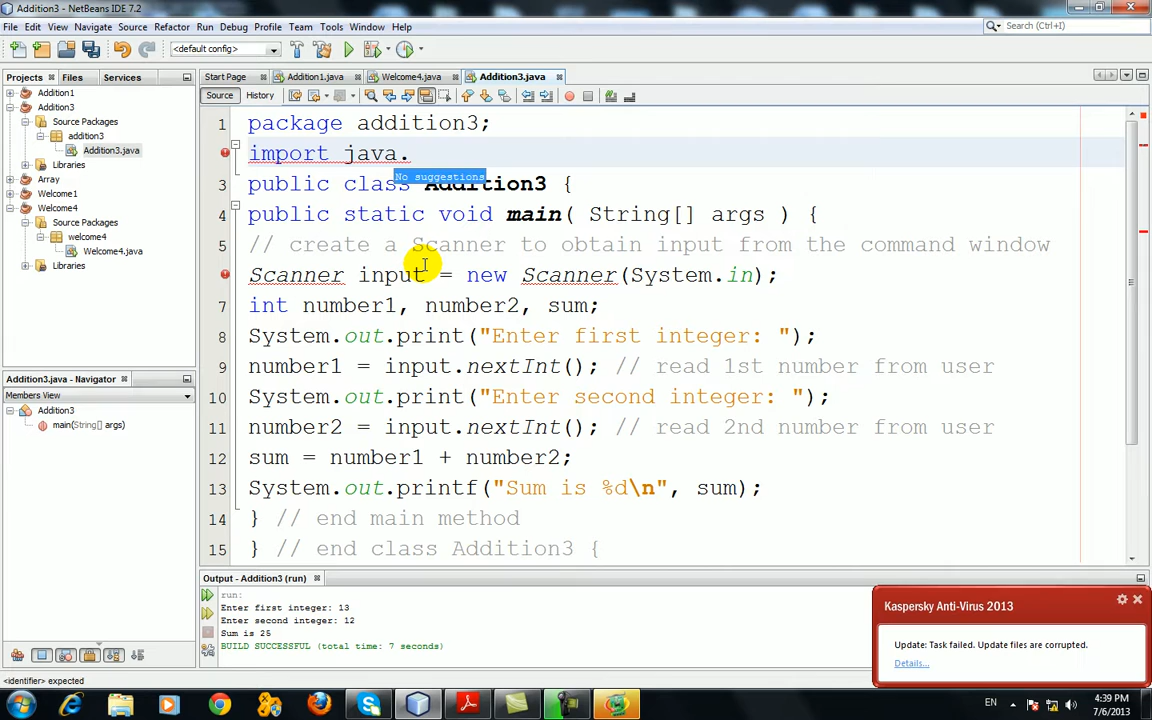 Addition3 - NetBeans IDE 7.2
File Edit View Navigate Source Refactor Run Debug Profile Team Tools Window Help
Search (Ctrl+I)
<default config>
Projects Files Services
Start Page Addition1.java Welcome4.java Addition3.java
Source History
Addition1
Addition3
Source Packages
addition3
Addition3.java
Libraries
Array
Welcome1
Welcome4
Source Packages
welcome4
Welcome4.java
Libraries
1 package addition3;
import java.
No suggestions
3 public class Addition3 {
4 public static void main( String[] args ) {
5 // create a Scanner to obtain input from the command window
Scanner input = new Scanner(System.in);
7 int number1, number2, sum;
8 System.out.print("Enter first integer: ");
9 number1 = input.nextInt(); // read 1st number from user
10 System.out.print("Enter second integer: ");
11 number2 = input.nextInt(); // read 2nd number from user
12 sum = number1 + number2;
13 System.out.printf("Sum is %d\n", sum);
14 } // end main method
15 } // end class Addition3 {
Addition3.java - Navigator
Members View
Addition3
main(String[] args)
Output - Addition3 (run)
run:
Enter first integer: 13
Enter second integer: 12
Sum is 25
BUILD SUCCESSFUL (total time: 7 seconds)
Kaspersky Anti-Virus 2013
Update: Task failed. Update files are corrupted.
Details...
<identifier> expected
EN
4:39 PM
7/6/2013